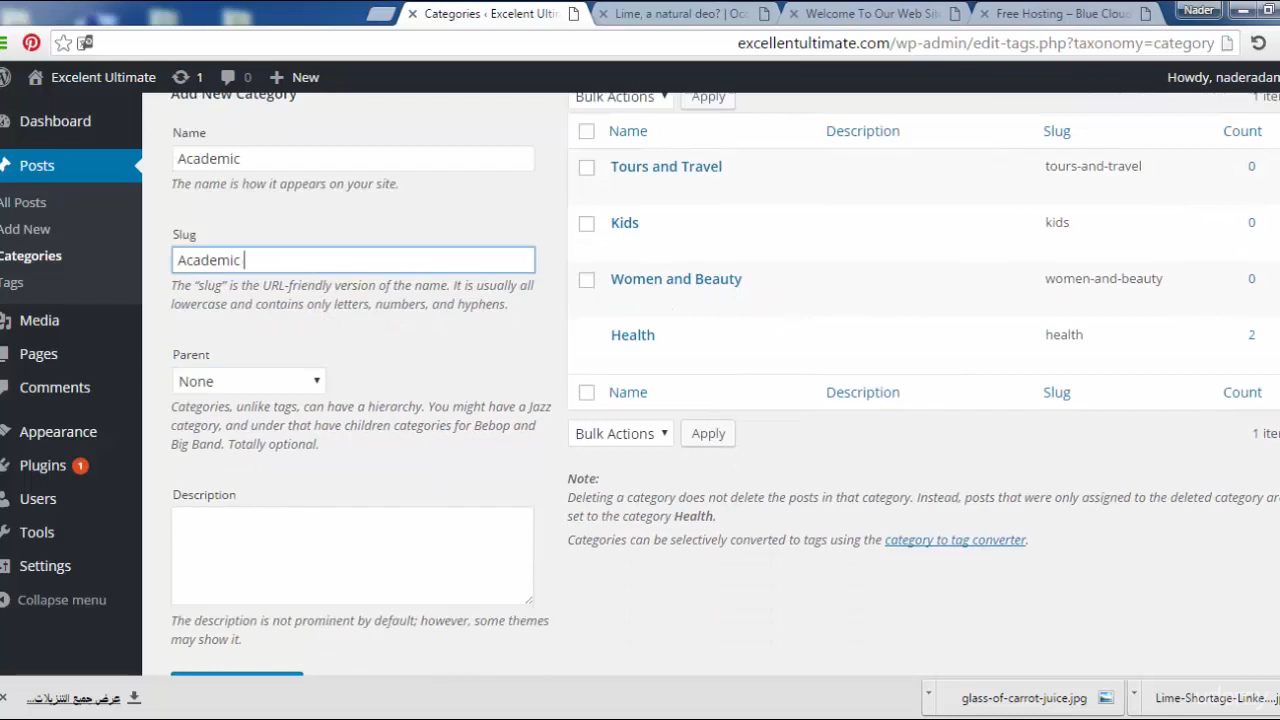 Categories ‹ Excelent Ultim
Lime, a natural deo? | Occ
Welcome To Our Web Site
Free Hosting – Blue Cloud
Nader
excellentultimate.com/wp-admin/edit-tags.php?taxonomy=category
Excelent Ultimate 1 0 New
Howdy, naderadam
Dashboard
Posts
All Posts
Add New
Categories
Tags
Media
Pages
Comments
Appearance
Plugins 1
Users
Tools
Settings
Collapse menu
Add New Category
Name
Academic
The name is how it appears on your site.
Slug
Academic
The “slug” is the URL-friendly version of the name. It is usually all
lowercase and contains only letters, numbers, and hyphens.
Parent
None
Categories, unlike tags, can have a hierarchy. You might have a Jazz
category, and under that have children categories for Bebop and
Big Band. Totally optional.
Description
The description is not prominent by default; however, some themes
may show it.
Bulk Actions Apply 1 item
Name Description Slug Count
Tours and Travel tours-and-travel 0
Kids kids 0
Women and Beauty women-and-beauty 0
Health health 2
Name Description Slug Count
Bulk Actions Apply 1 item
Note:
Deleting a category does not delete the posts in that category. Instead, posts that were only assigned to the deleted category are
set to the category Health.
Categories can be selectively converted to tags using the category to tag converter.
عرض جميع التنزيلات...
glass-of-carrot-juice.jpg
Lime-Shortage-Linke....jp